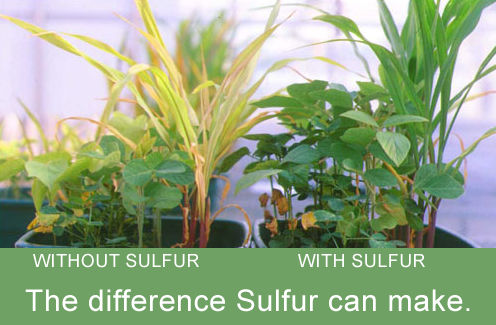 WITHOUT SULFUR WITH SULFUR
The difference Sulfur can make.